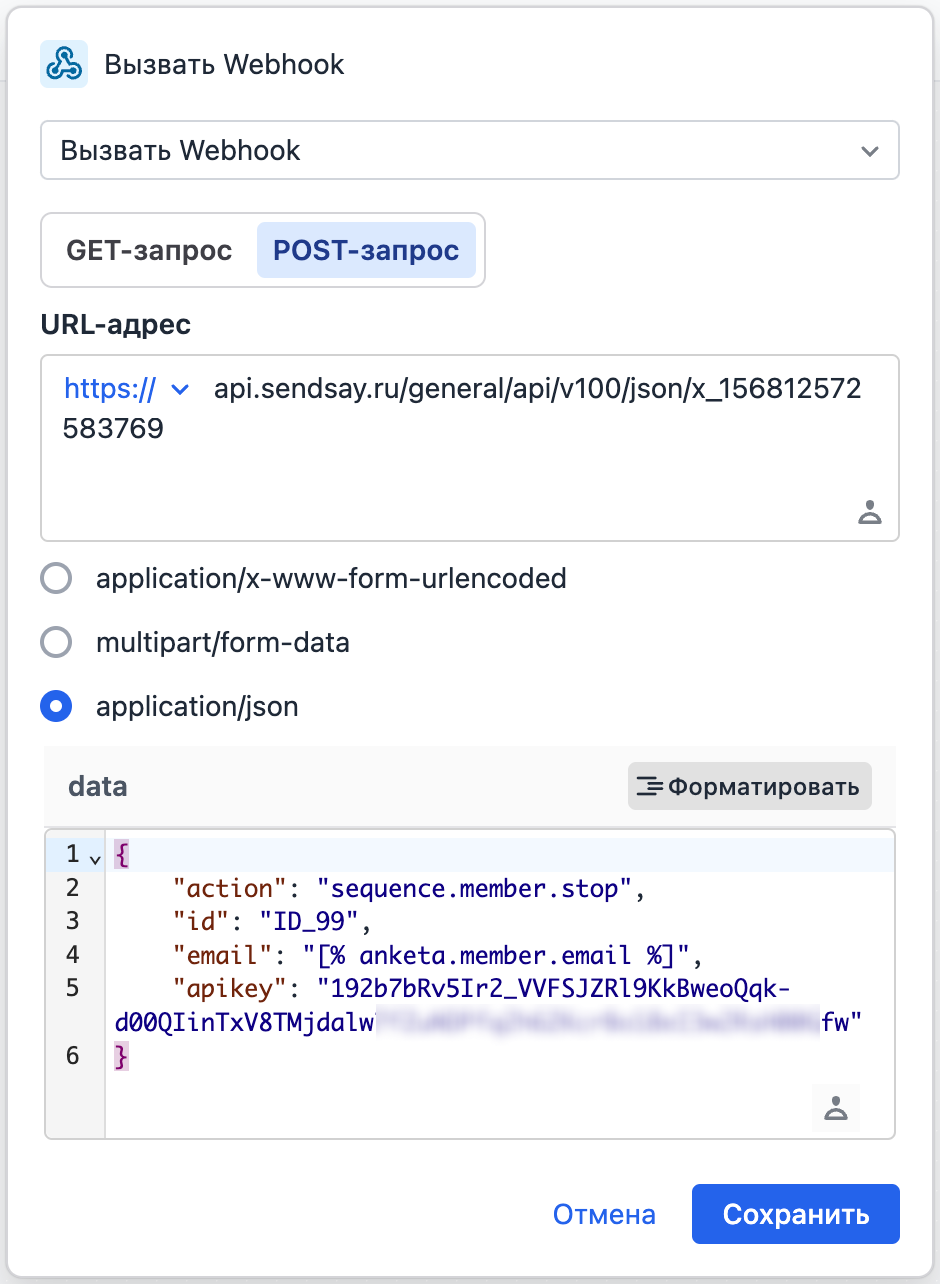 Вызвать Webhook
Вызвать Webhook
GET-запрос POST-запрос
URL-адрес
https:// api.sendsay.ru/general/api/v100/json/x_156812572
583769
application/x-www-form-urlencoded
multipart/form-data
application/json
data Форматировать
1 {
2 "action": "sequence.member.stop",
3 "id": "ID_99",
4 "email": "[% anketa.member.email %]",
5 "apikey": "192b7bRv5Ir2_VVFSJZRl9KkBweoQqk-
d00QIinTxV8TMjdalw fw"
6 }
Отмена Сохранить